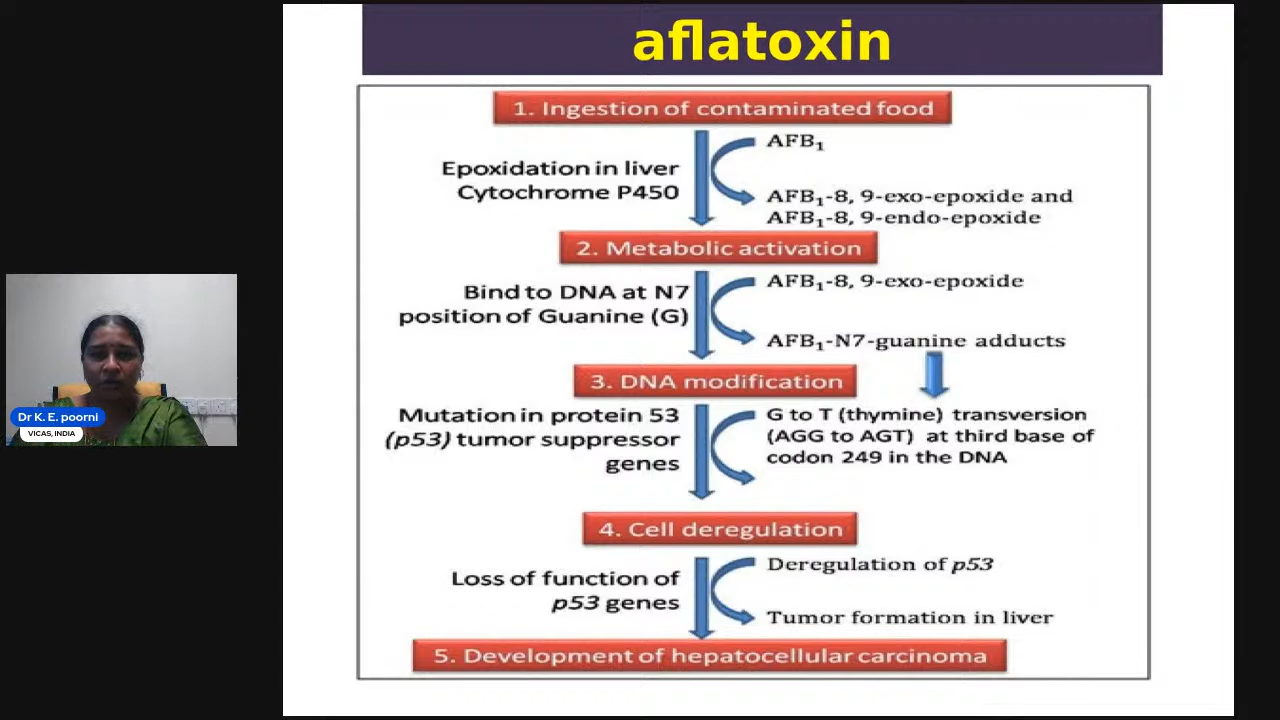 aflatoxin
1. Ingestion of contaminated food
Epoxidation in liver
Cytochrome P450
AFB₁
AFB₁-8, 9-exo-epoxide and
AFB₁-8, 9-endo-epoxide
2. Metabolic activation
Bind to DNA at N7
position of Guanine (G)
AFB₁-8, 9-exo-epoxide
AFB₁-N7-guanine adducts
3. DNA modification
Mutation in protein 53
(p53) tumor suppressor
genes
G to T (thymine) transversion
(AGG to AGT) at third base of
codon 249 in the DNA
4. Cell deregulation
Loss of function of
p53 genes
Deregulation of p53
Tumor formation in liver
5. Development of hepatocellular carcinoma
Dr K. E. poorni
VICAS, INDIA